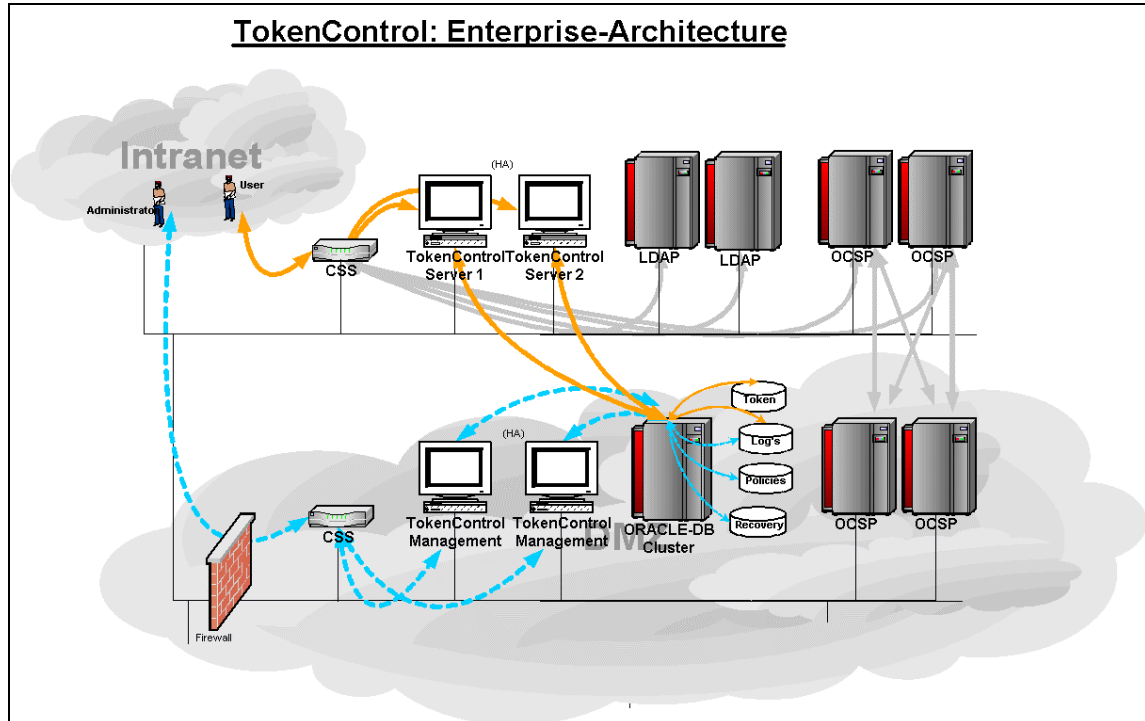 TokenControl: Enterprise-Architecture
Intranet
(HA)
User
Administrator
CSS
TokenControl
Server 1
TokenControl
Server 2
LDAP
LDAP
OCSP
OCSP
Token
(HA)
Log's
Policies
Recovery
CSS
TokenControl
Management
TokenControl
Management
ORACLE-DB
Cluster
DMZ
OCSP
OCSP
Firewall